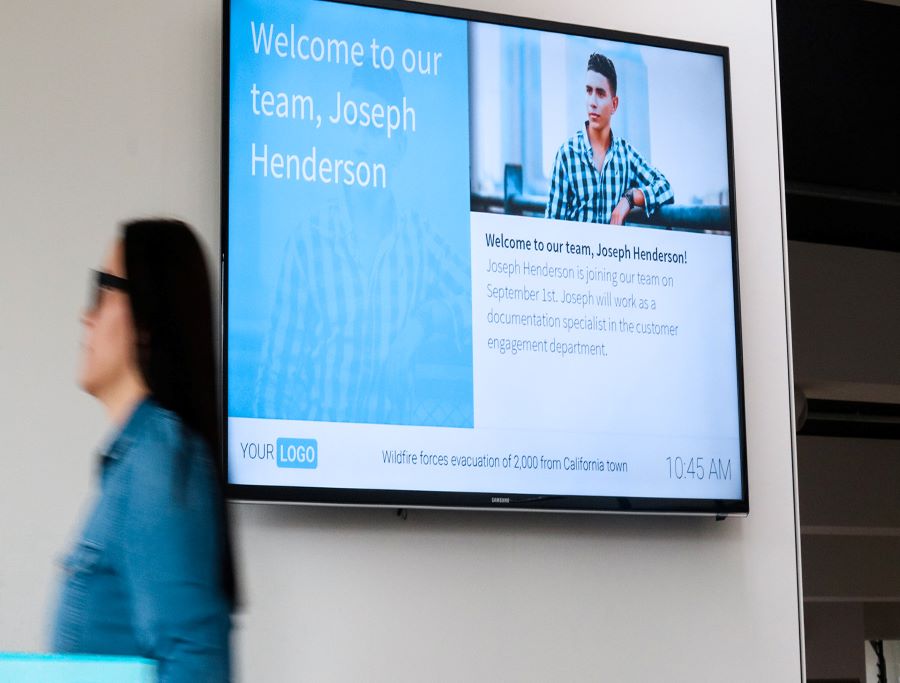 Welcome to our
team, Joseph
Henderson
Welcome to our team, Joseph Henderson!
Joseph Henderson is joining our team on
September 1st. Joseph will work as a
documentation specialist in the customer
engagement department.
YOUR LOGO
Wildfire forces evacuation of 2,000 from California town
10:45 AM
SAMSUNG